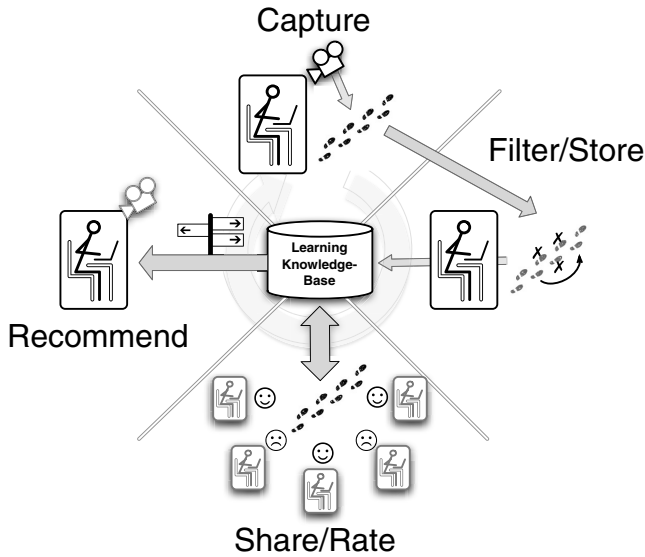 Capture
Filter/Store
Learning
Knowledge-
Base
Recommend
Share/Rate